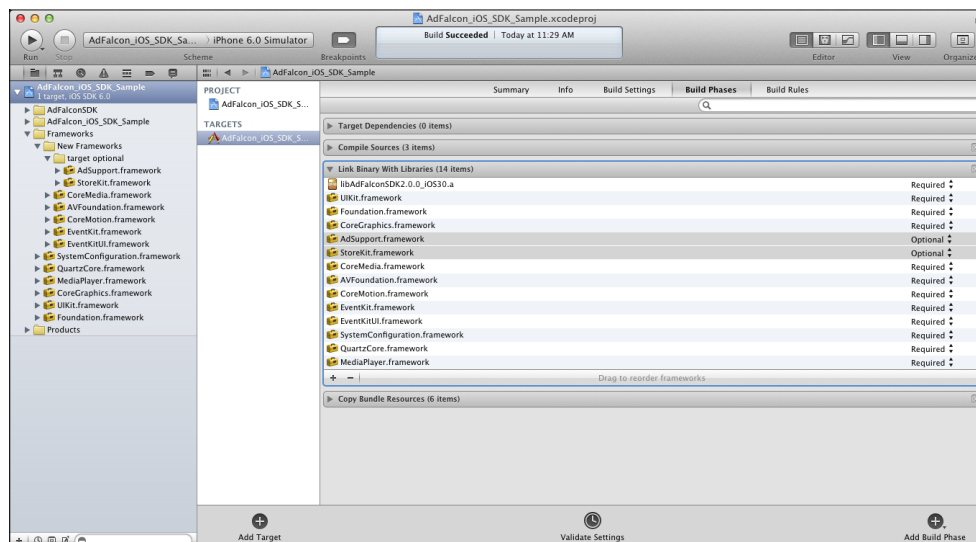 AdFalcon_iOS_SDK_Sample.xcodeproj
AdFalcon_iOS_SDK_Sa... iPhone 6.0 Simulator
Build Succeeded | Today at 11:29 AM
Run Stop Scheme Breakpoints Editor View Organize
AdFalcon_iOS_SDK_Sample
AdFalcon_iOS_SDK_Sample
1 target, iOS SDK 6.0
AdFalconSDK
AdFalcon_iOS_SDK_Sample
Frameworks
New Frameworks
target optional
AdSupport.framework
StoreKit.framework
CoreMedia.framework
AVFoundation.framework
CoreMotion.framework
EventKit.framework
EventKitUI.framework
SystemConfiguration.framework
QuartzCore.framework
MediaPlayer.framework
CoreGraphics.framework
UIKit.framework
Foundation.framework
Products
PROJECT
AdFalcon_iOS_SDK_S...
TARGETS
AdFalcon_iOS_SDK_S...
Summary Info Build Settings Build Phases Build Rules
Target Dependencies (0 items)
Compile Sources (3 items)
Link Binary With Libraries (14 items)
libAdFalconSDK2.0.0_iOS30.a Required
UIKit.framework Required
Foundation.framework Required
CoreGraphics.framework Required
AdSupport.framework Optional
StoreKit.framework Optional
CoreMedia.framework Required
AVFoundation.framework Required
CoreMotion.framework Required
EventKit.framework Required
EventKitUI.framework Required
SystemConfiguration.framework Required
QuartzCore.framework Required
MediaPlayer.framework Required
+ − Drag to reorder frameworks
Copy Bundle Resources (6 items)
Add Target Validate Settings Add Build Phase